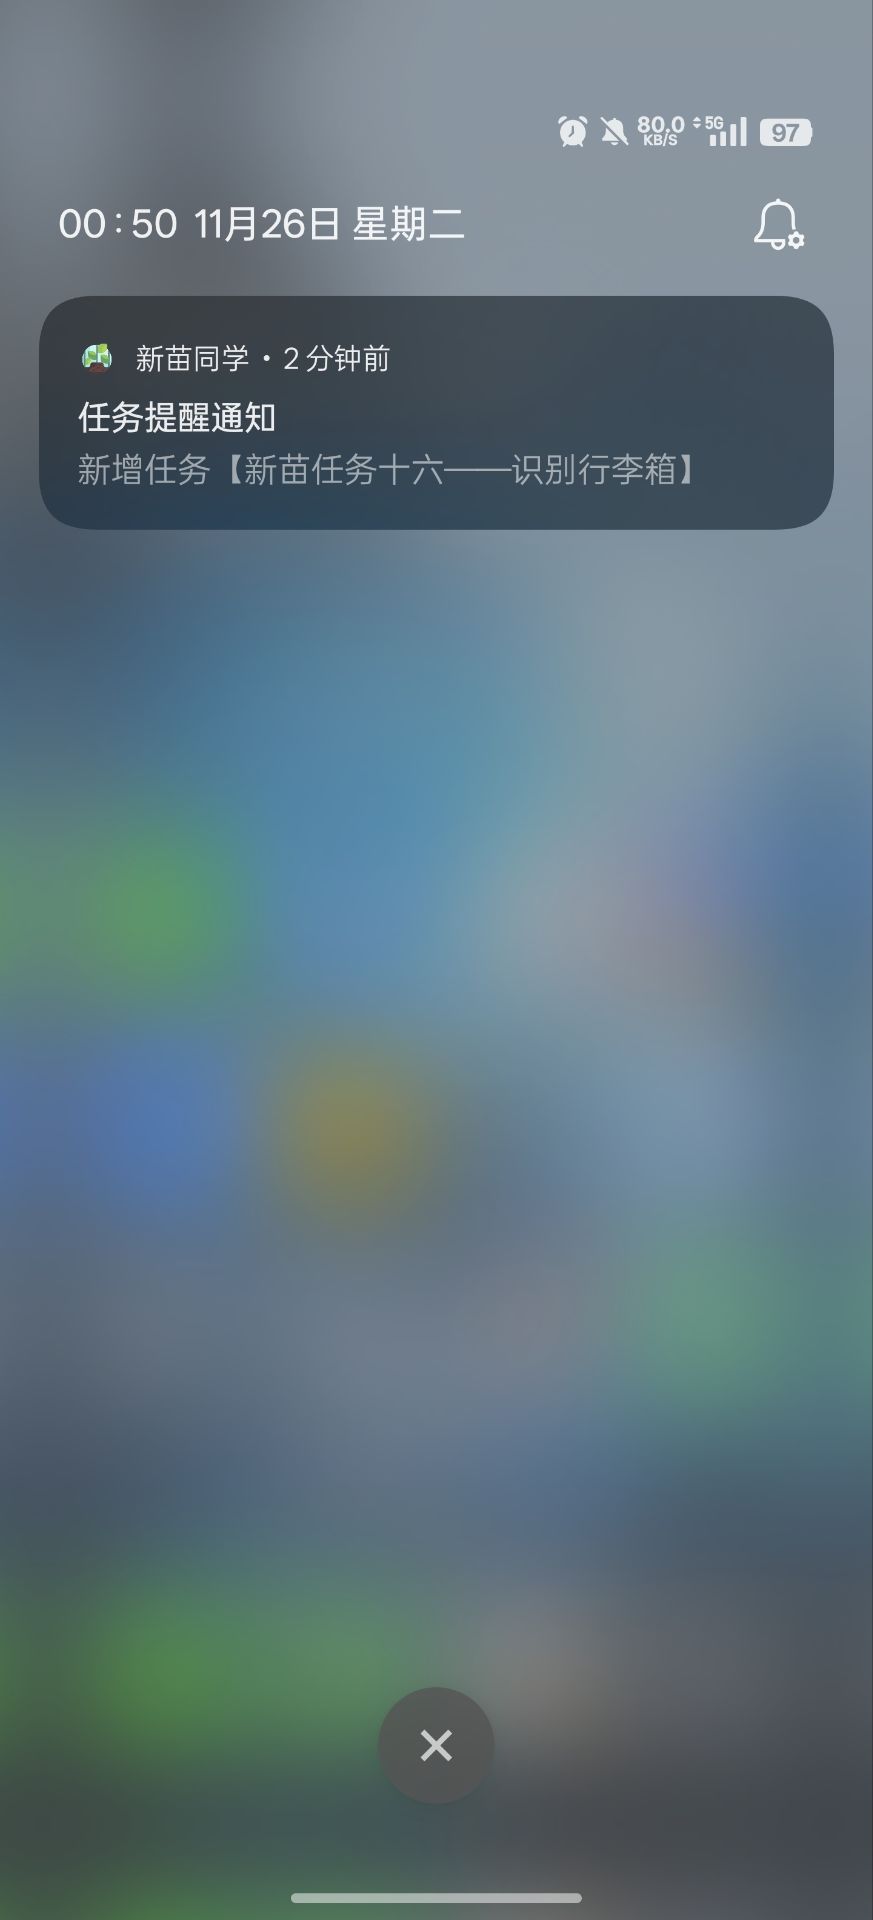 80.0
KB/S
5G
97
00:50 11月26日 星期二
新苗同学·2分钟前
任务提醒通知
新增任务【新苗任务十六——识别行李箱】